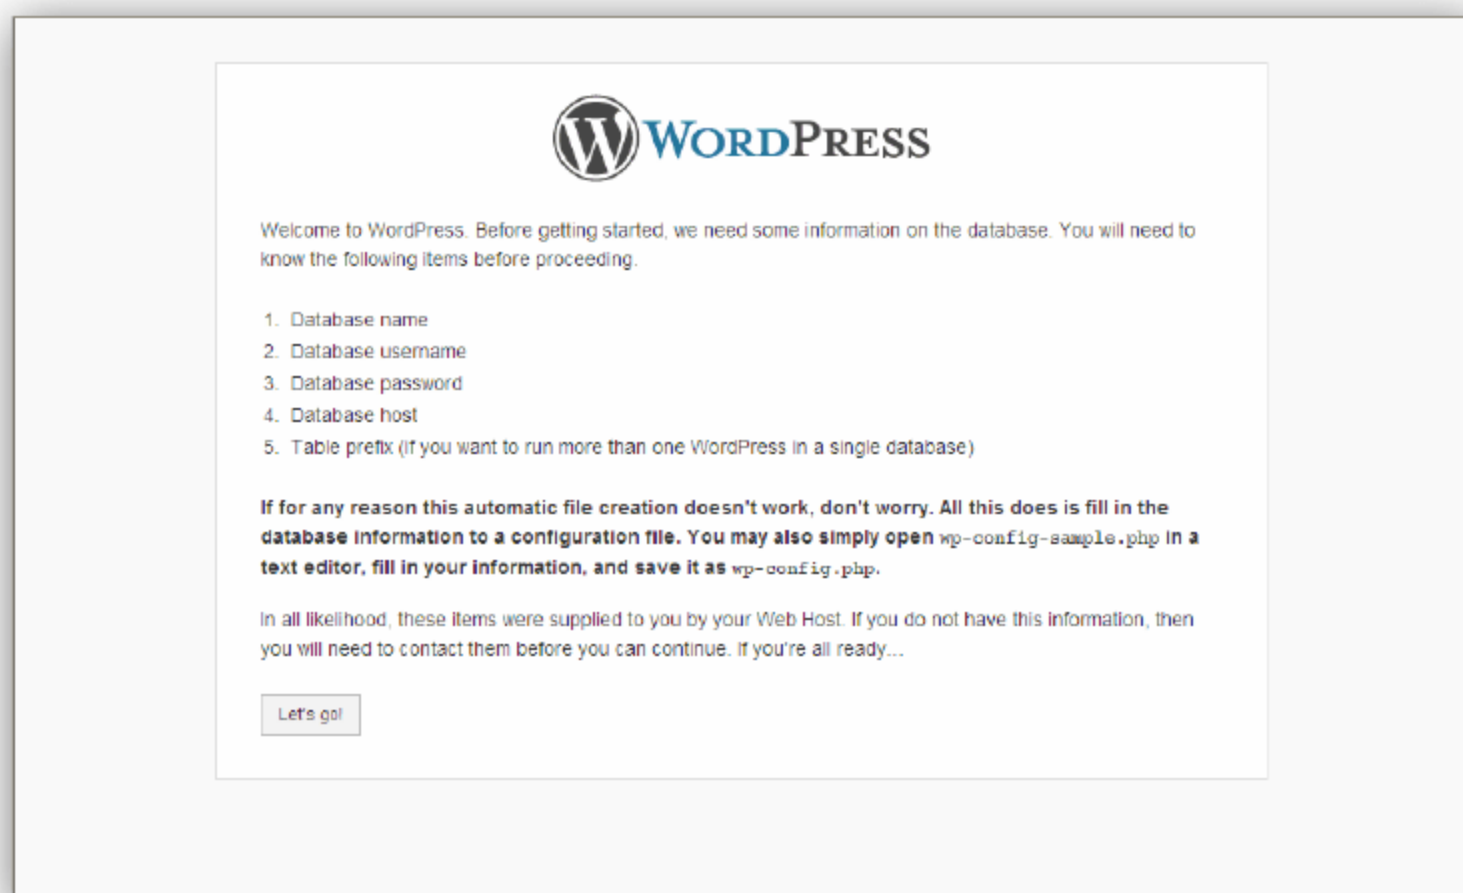 WORDPRESS
Welcome to WordPress. Before getting started, we need some information on the database. You will need to
know the following items before proceeding.
1. Database name
2. Database username
3. Database password
4. Database host
5. Table prefix (if you want to run more than one WordPress in a single database)
If for any reason this automatic file creation doesn't work, don't worry. All this does is fill in the
database information to a configuration file. You may also simply open wp-config-sample.php in a
text editor, fill in your information, and save it as wp-config.php.
In all likelihood, these items were supplied to you by your Web Host. If you do not have this information, then
you will need to contact them before you can continue. If you're all ready...
Let's go!